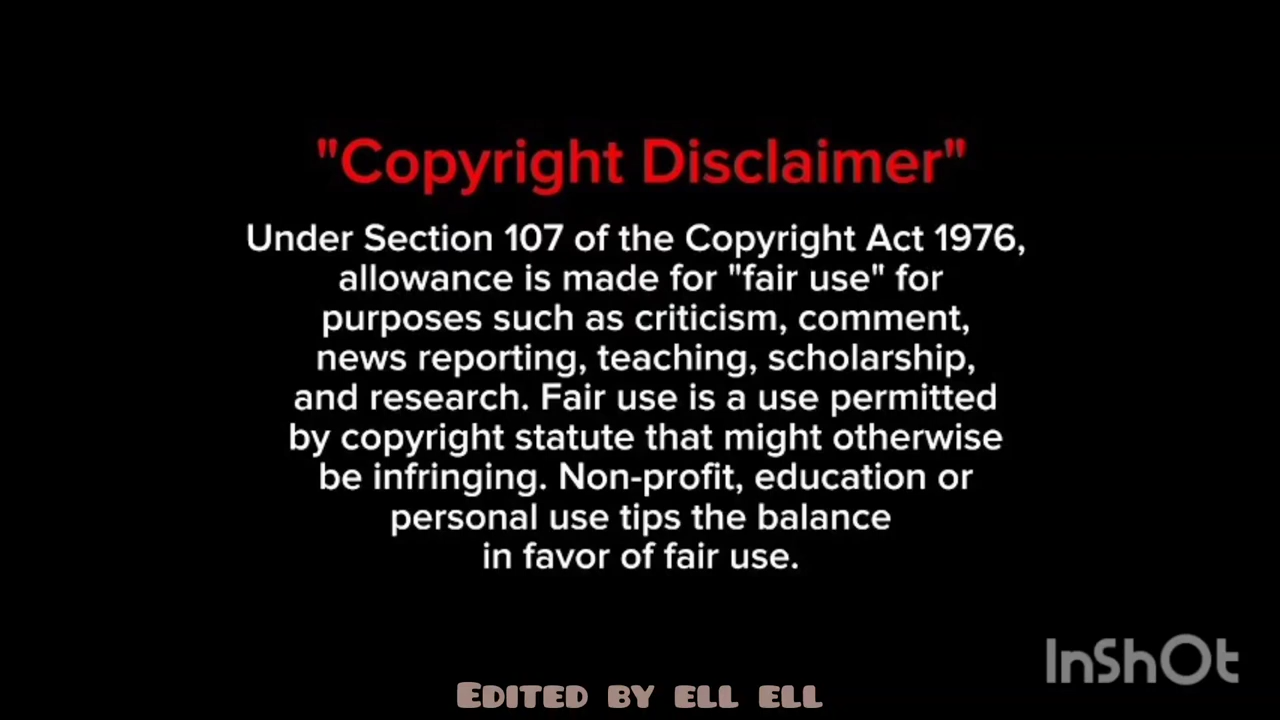 "Copyright Disclaimer"
Under Section 107 of the Copyright Act 1976,
allowance is made for "fair use" for
purposes such as criticism, comment,
news reporting, teaching, scholarship,
and research. Fair use is a use permitted
by copyright statute that might otherwise
be infringing. Non-profit, education or
personal use tips the balance
in favor of fair use.
InShOt
EDITED BY ELL ELL